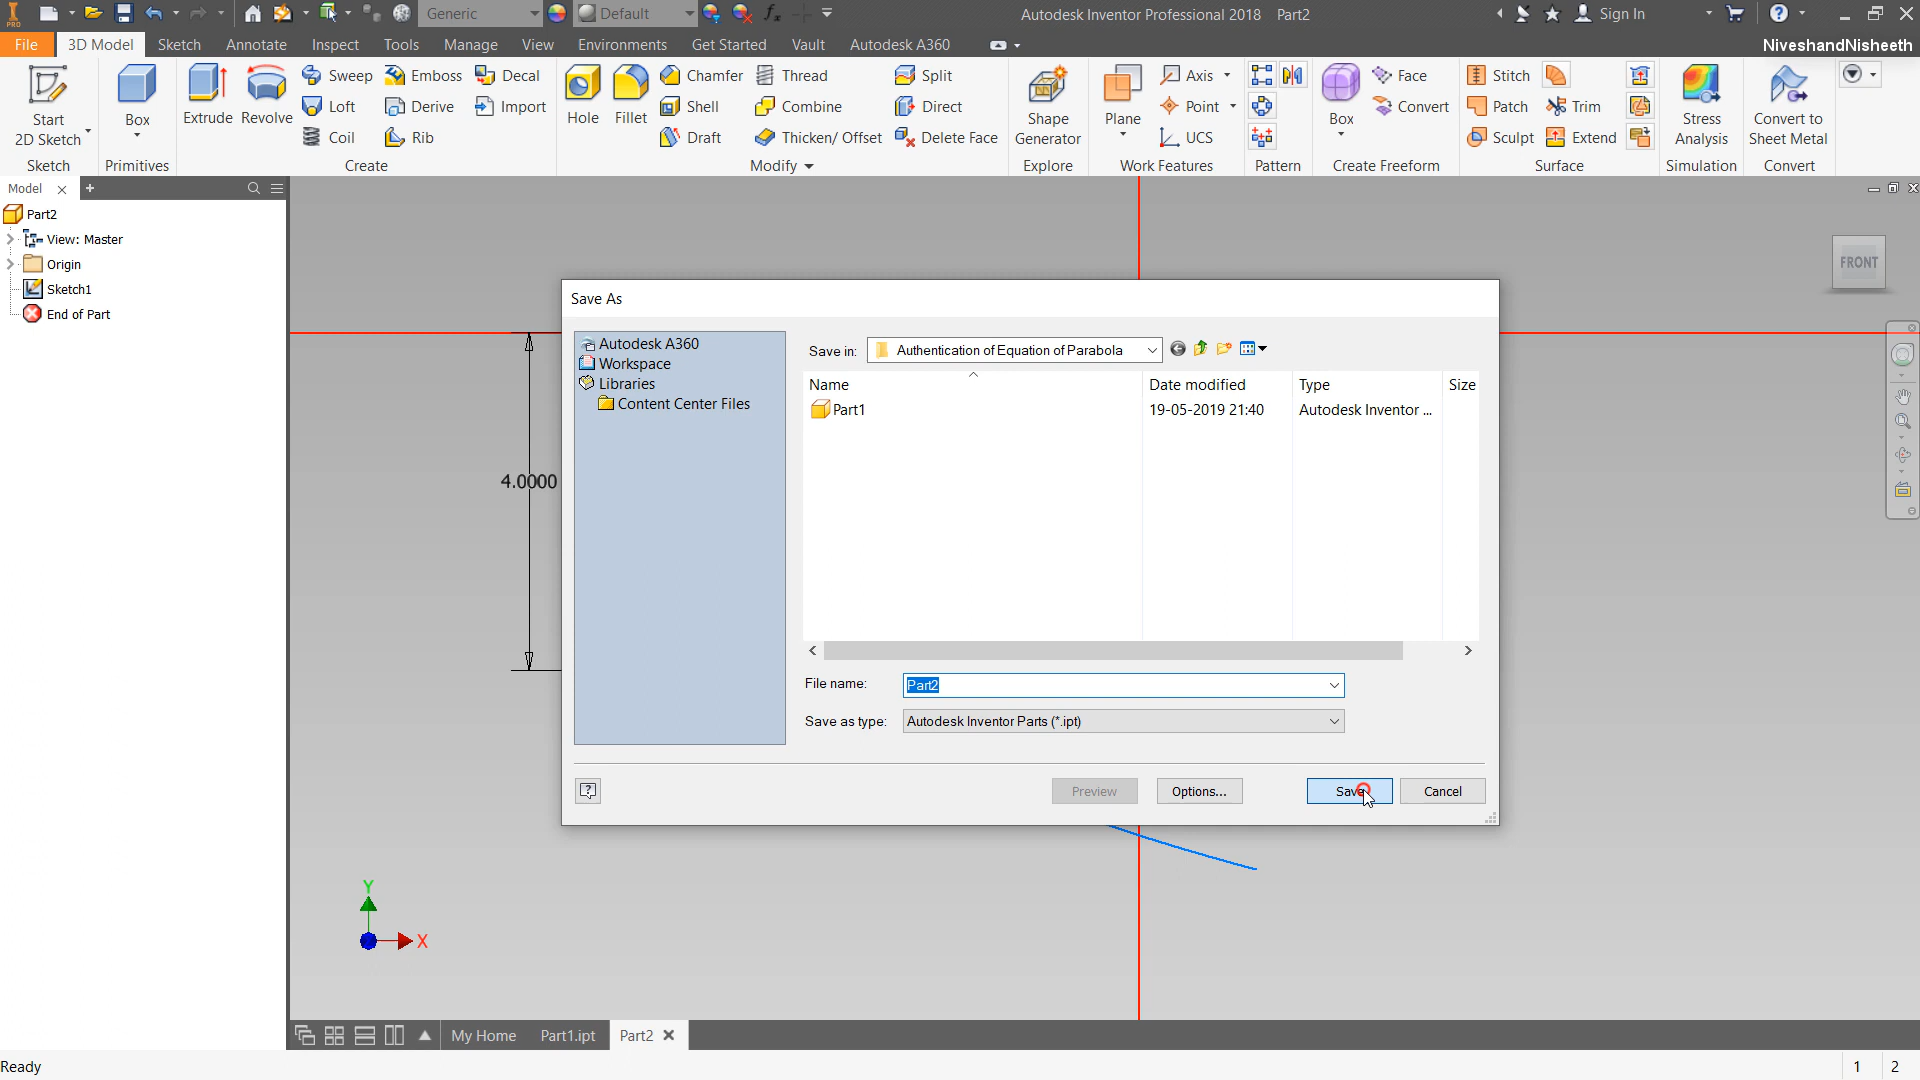 PRO Generic Default fx Autodesk Inventor Professional 2018 Part2 Sign In
File 3D Model Sketch Annotate Inspect Tools Manage View Environments Get Started Vault Autodesk A360 NiveshandNisheeth
Sweep Emboss Decal Chamfer Thread Split Axis Face Stitch
Start 2D Sketch Box Extrude Revolve Loft Derive Import Hole Fillet Shell Combine Direct Shape Generator Plane Point Box Convert Patch Trim Stress Analysis Convert to Sheet Metal
Coil Rib Draft Thicken/ Offset Delete Face UCS Sculpt Extend
Sketch Primitives Create Modify Explore Work Features Pattern Create Freeform Surface Simulation Convert
Model
Part2
View: Master
Origin
Sketch1
End of Part
FRONT
4.0000
Save As
Autodesk A360
Workspace
Libraries
Content Center Files
Save in: Authentication of Equation of Parabola
Name Date modified Type Size
Part1 19-05-2019 21:40 Autodesk Inventor ...
File name: Part2
Save as type: Autodesk Inventor Parts (*.ipt)
Preview Options... Save Cancel
Y
X
My Home Part1.ipt Part2
Ready 1 2